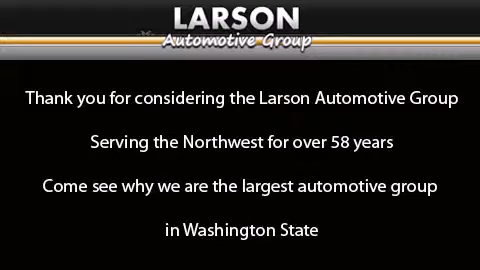 LARSON
Automotive Group
Thank you for considering the Larson Automotive Group
Serving the Northwest for over 58 years
Come see why we are the largest automotive group
in Washington State